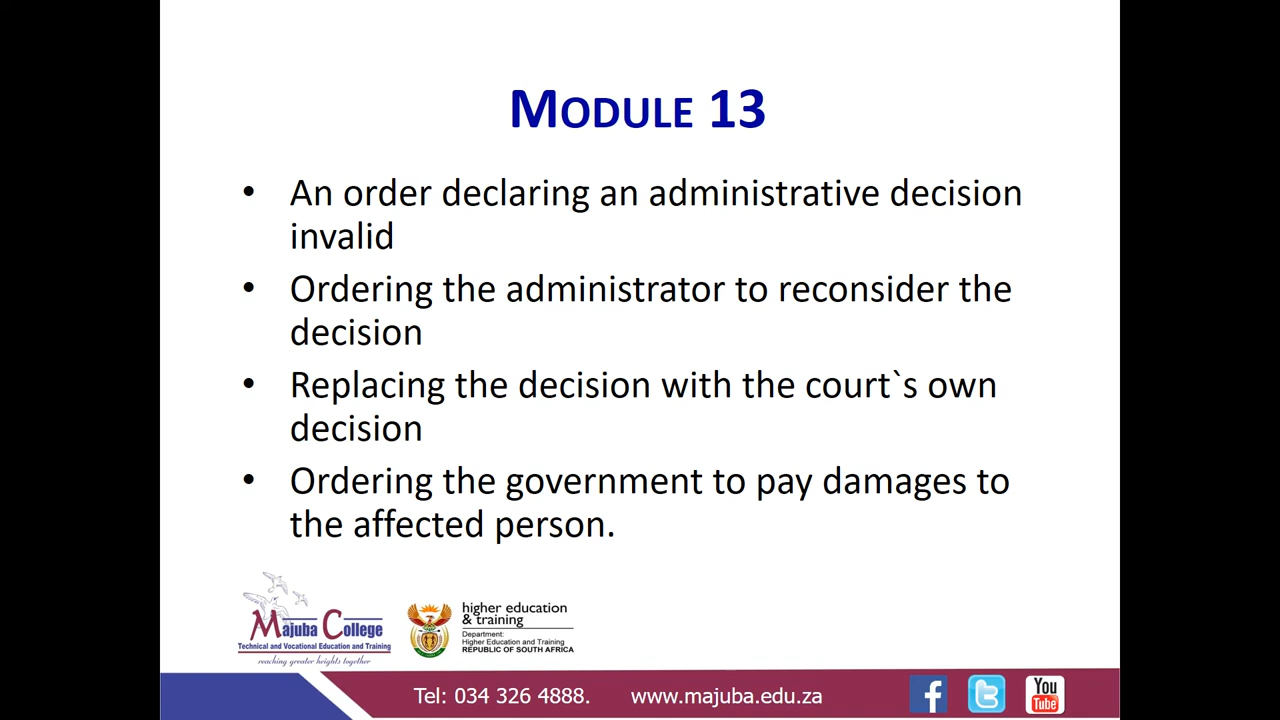 MODULE 13
• An order declaring an administrative decision
invalid
• Ordering the administrator to reconsider the
decision
• Replacing the decision with the court`s own
decision
• Ordering the government to pay damages to
the affected person.
Majuba College
Technical and Vocational Education and Training
reaching greater heights together
higher education
& training
Department:
Higher Education and Training
REPUBLIC OF SOUTH AFRICA
Tel: 034 326 4888. www.majuba.edu.za
You
Tube